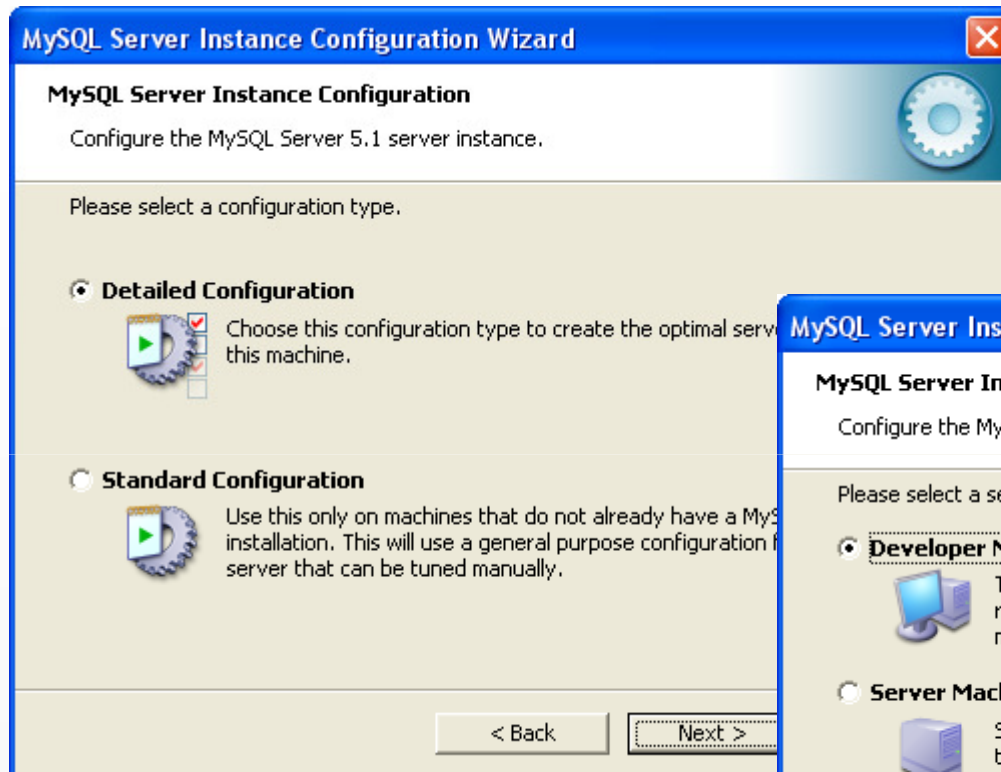 MySQL Server Instance Configuration Wizard
MySQL Server Instance Configuration
Configure the MySQL Server 5.1 server instance.
Please select a configuration type.
Detailed Configuration
Choose this configuration type to create the optimal serv
this machine.
Standard Configuration
Use this only on machines that do not already have a MyS
installation. This will use a general purpose configuration f
server that can be tuned manually.
< Back
Next >
MySQL Server Ins
MySQL Server In
Configure the My
Please select a se
Developer
Server Mac